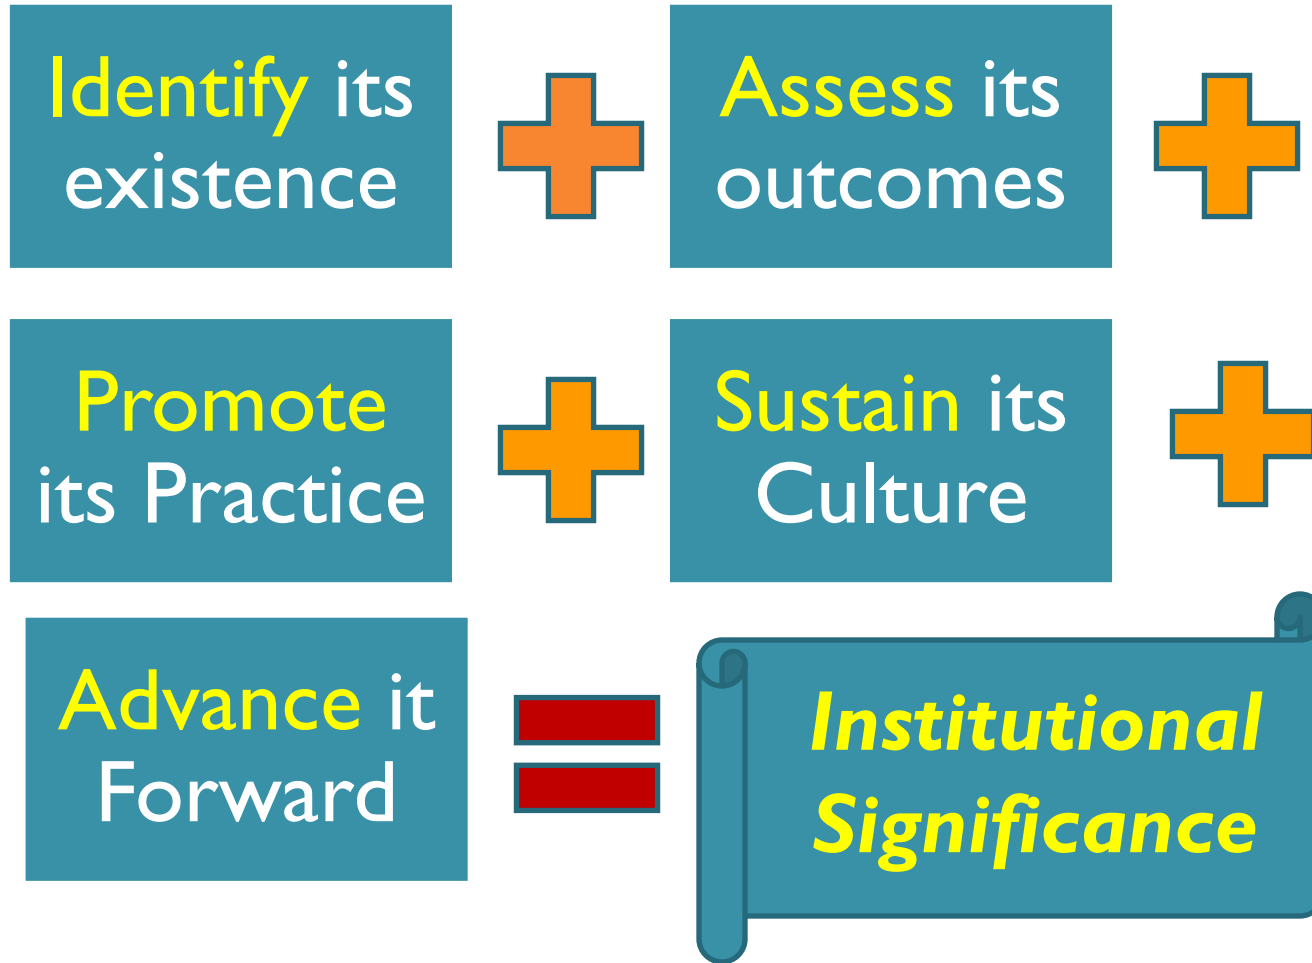 Identify its
existence
Assess its
outcomes
Promote
its Practice
Sustain its
Culture
Advance it
Forward
Institutional
Significance